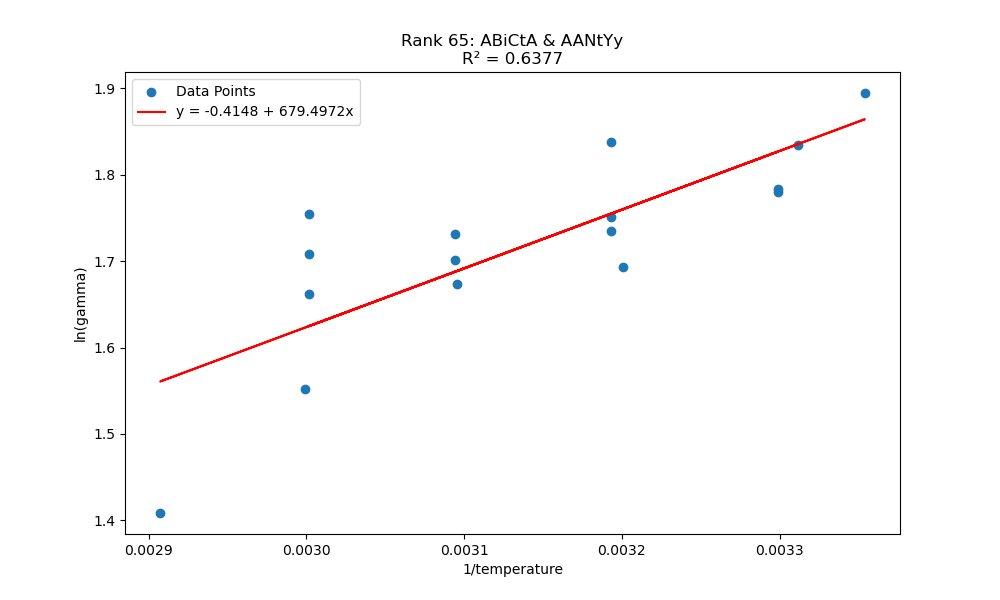 Rank 65: ABiCtA & AANtYy
R² = 0.6377
Data Points
y = -0.4148 + 679.4972x
1.9
1.8
1.7
1.6
1.5
1.4
ln(gamma)
0.0029
0.0030
0.0031
0.0032
0.0033
1/temperature